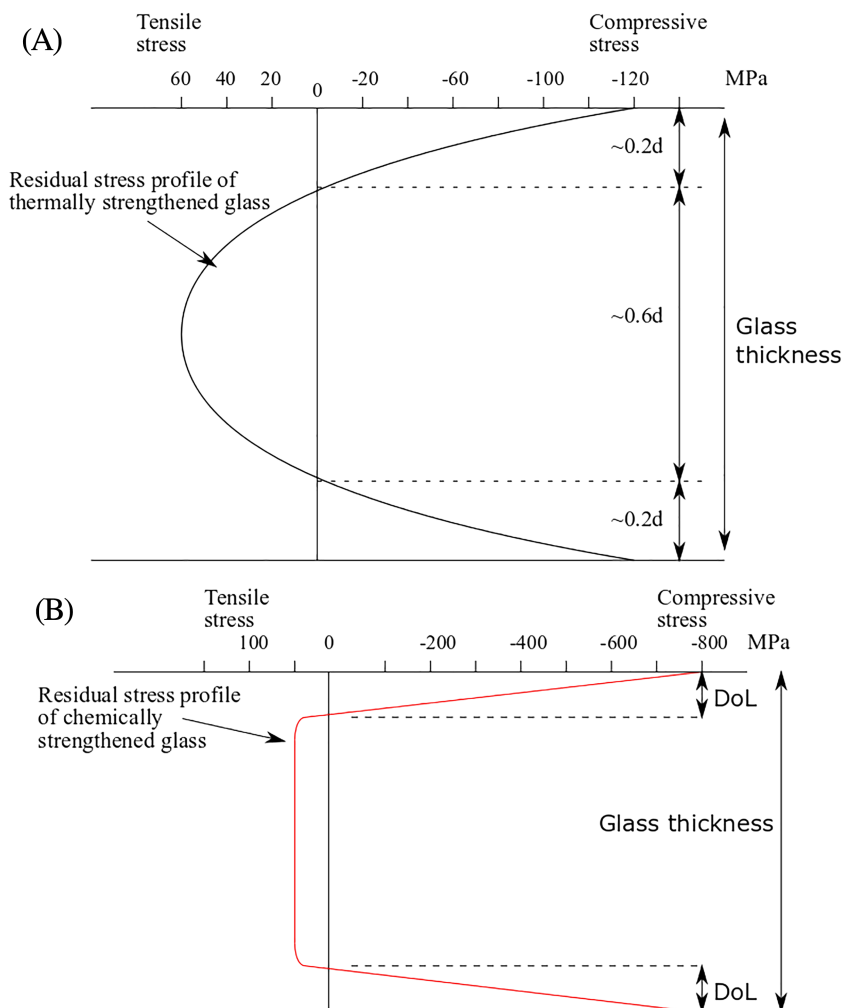 (A)
Tensile
stress
Compressive
stress
60 40 20 0 -20 -60 -100 -120 MPa
~0.2d
Residual stress profile of
thermally strengthened glass
~0.6d
Glass
thickness
~0.2d
(B)
Tensile
stress
Compressive
stress
100 0 -200 -400 -600 -800 MPa
Residual stress profile
of chemically
strengthened glass
DoL
Glass thickness
DoL